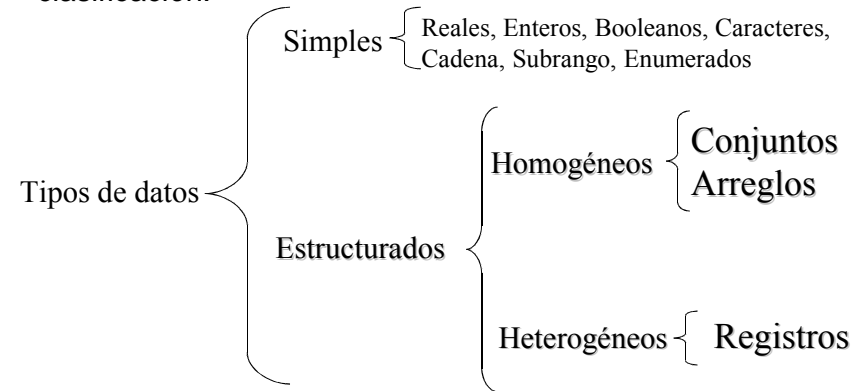 clasificación.
Simples
Reales, Enteros, Booleanos, Caracteres,
Cadena, Subrango, Enumerados
Tipos de datos
Estructurados
Homogéneos
Conjuntos
Arreglos
Heterogéneos
Registros